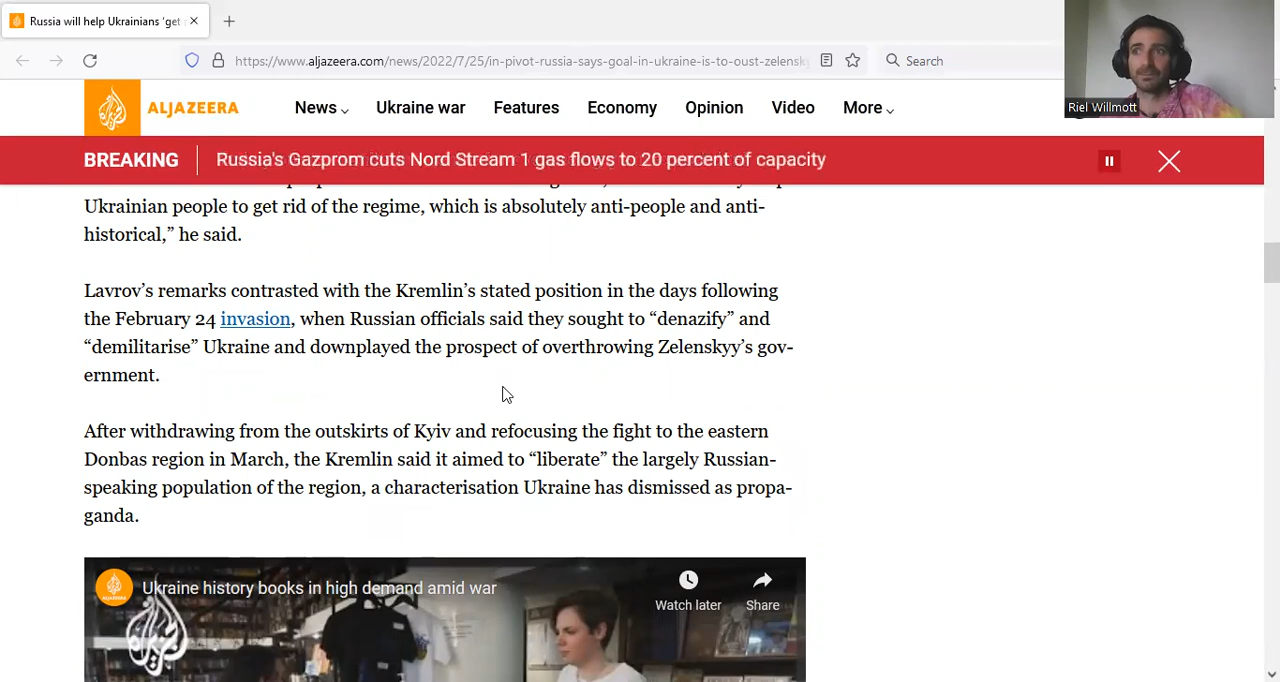 Russia will help Ukrainians 'get
https://www.aljazeera.com/news/2022/7/25/in-pivot-russia-says-goal-in-ukraine-is-to-oust-zelensky
Search
Riel Willmott
ALJAZEERA
News
Ukraine war
Features
Economy
Opinion
Video
More
BREAKING
Russia's Gazprom cuts Nord Stream 1 gas flows to 20 percent of capacity
Ukrainian people to get rid of the regime, which is absolutely anti-people and anti-
historical,” he said.
Lavrov’s remarks contrasted with the Kremlin’s stated position in the days following
the February 24 invasion, when Russian officials said they sought to “denazify” and
“demilitarise” Ukraine and downplayed the prospect of overthrowing Zelenskyy’s gov-
ernment.
After withdrawing from the outskirts of Kyiv and refocusing the fight to the eastern
Donbas region in March, the Kremlin said it aimed to “liberate” the largely Russian-
speaking population of the region, a characterisation Ukraine has dismissed as propa-
ganda.
ALJAZEERA
Ukraine history books in high demand amid war
Watch later
Share